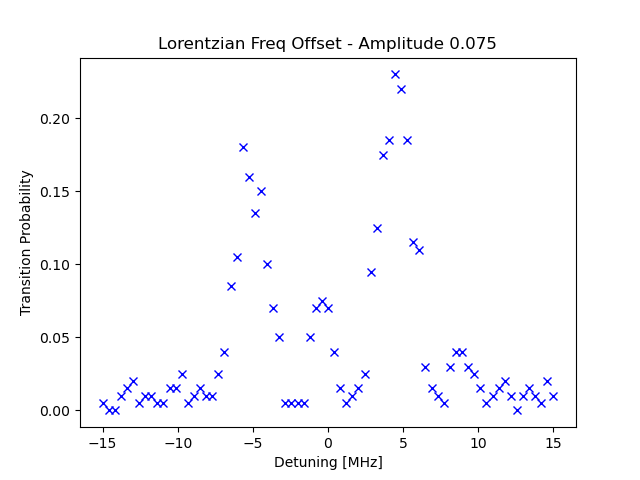 Lorentzian Freq Offset - Amplitude 0.075
Transition Probability
0.20
0.15
0.10
0.05
0.00
−15 −10 −5 0 5 10 15
Detuning [MHz]